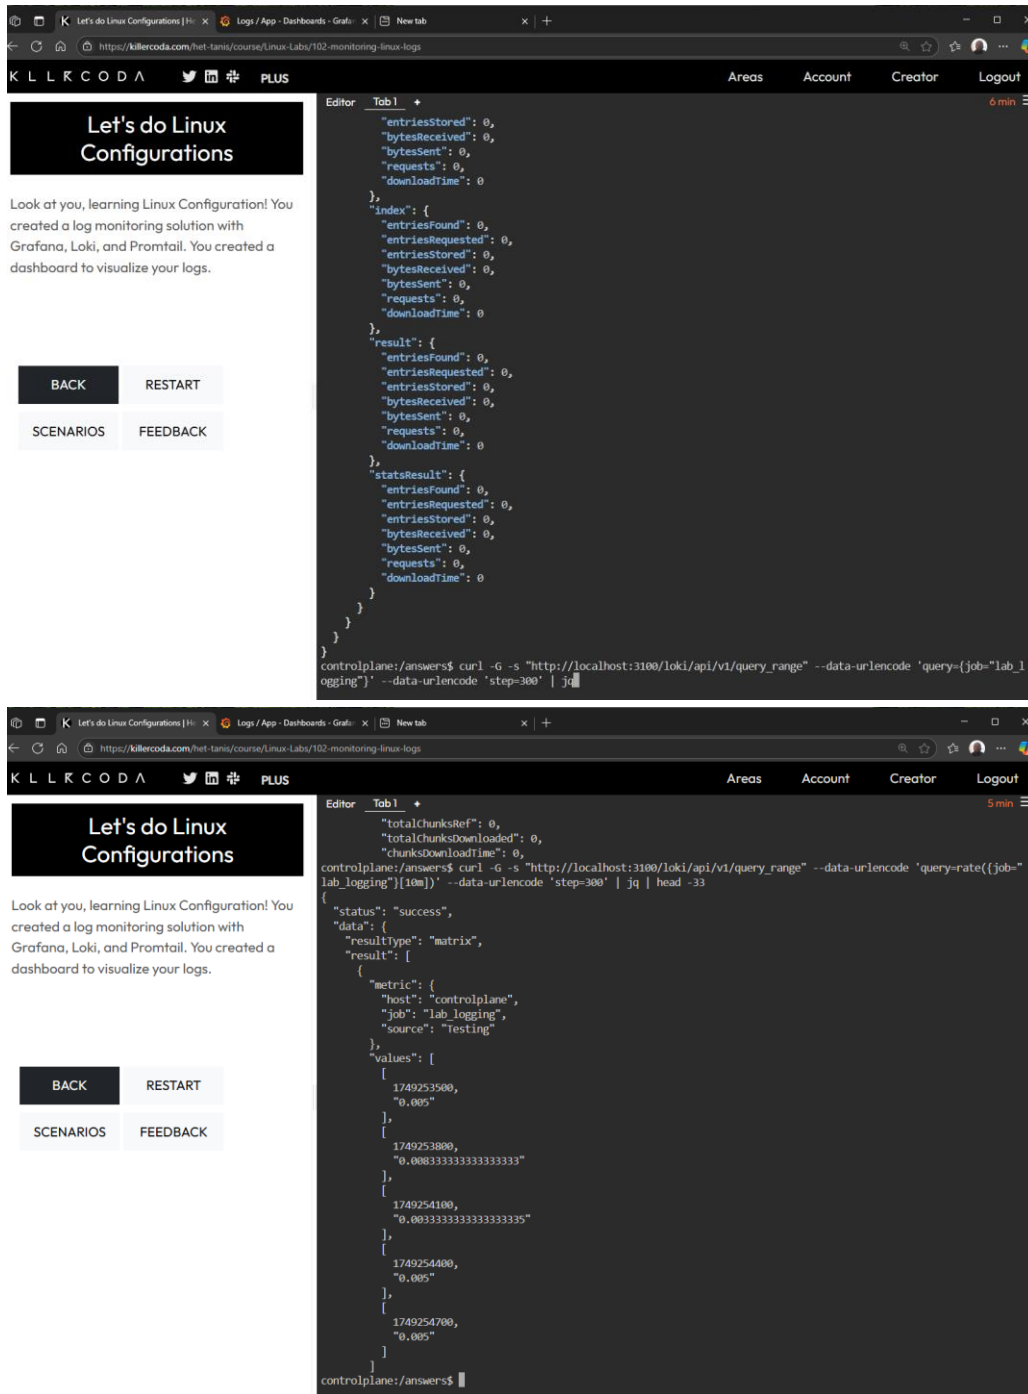 Let's do Linux Configurations | He
Logs / App - Dashboards - Grafan
New tab
https://killercoda.com/het-tanis/course/Linux-Labs/102-monitoring-linux-logs
KLLRCODA
PLUS
Areas
Account
Creator
Logout
Let's do Linux
Configurations
Look at you, learning Linux Configuration! You
created a log monitoring solution with
Grafana, Loki, and Promtail. You created a
dashboard to visualize your logs.
BACK
RESTART
SCENARIOS
FEEDBACK
Editor
Tab 1
+
6 min
"entriesStored": 0,
"bytesReceived": 0,
"bytesSent": 0,
"requests": 0,
"downloadTime": 0
},
"index": {
"entriesFound": 0,
"entriesRequested": 0,
"entriesStored": 0,
"bytesReceived": 0,
"bytesSent": 0,
"requests": 0,
"downloadTime": 0
},
"result": {
"entriesFound": 0,
"entriesRequested": 0,
"entriesStored": 0,
"bytesReceived": 0,
"bytesSent": 0,
"requests": 0,
"downloadTime": 0
},
"statsResult": {
"entriesFound": 0,
"entriesRequested": 0,
"entriesStored": 0,
"bytesReceived": 0,
"bytesSent": 0,
"requests": 0,
"downloadTime": 0
}
}
}
}
}
controlplane:/answers$ curl -G -s "http://localhost:3100/loki/api/v1/query_range" --data-urlencode 'query={job="lab_l
ogging"}' --data-urlencode 'step=300' | jq
Let's do Linux Configurations | He
Logs / App - Dashboards - Grafan
New tab
https://killercoda.com/het-tanis/course/Linux-Labs/102-monitoring-linux-logs
KLLRCODA
PLUS
Areas
Account
Creator
Logout
Let's do Linux
Configurations
Look at you, learning Linux Configuration! You
created a log monitoring solution with
Grafana, Loki, and Promtail. You created a
dashboard to visualize your logs.
BACK
RESTART
SCENARIOS
FEEDBACK
Editor
Tab 1
+
5 min
"totalChunksRef": 0,
"totalChunksDownloaded": 0,
"chunksDownloadTime": 0,
controlplane:/answers$ curl -G -s "http://localhost:3100/loki/api/v1/query_range" --data-urlencode 'query=rate({job="
lab_logging"}[10m])' --data-urlencode 'step=300' | jq | head -33
{
"status": "success",
"data": {
"resultType": "matrix",
"result": [
{
"metric": {
"host": "controlplane",
"job": "lab_logging",
"source": "Testing"
},
"values": [
[
1749253500,
"0.005"
],
[
1749253800,
"0.008333333333333333"
],
[
1749254100,
"0.0033333333333333335"
],
[
1749254400,
"0.005"
],
[
1749254700,
"0.005"
]
]
controlplane:/answers$